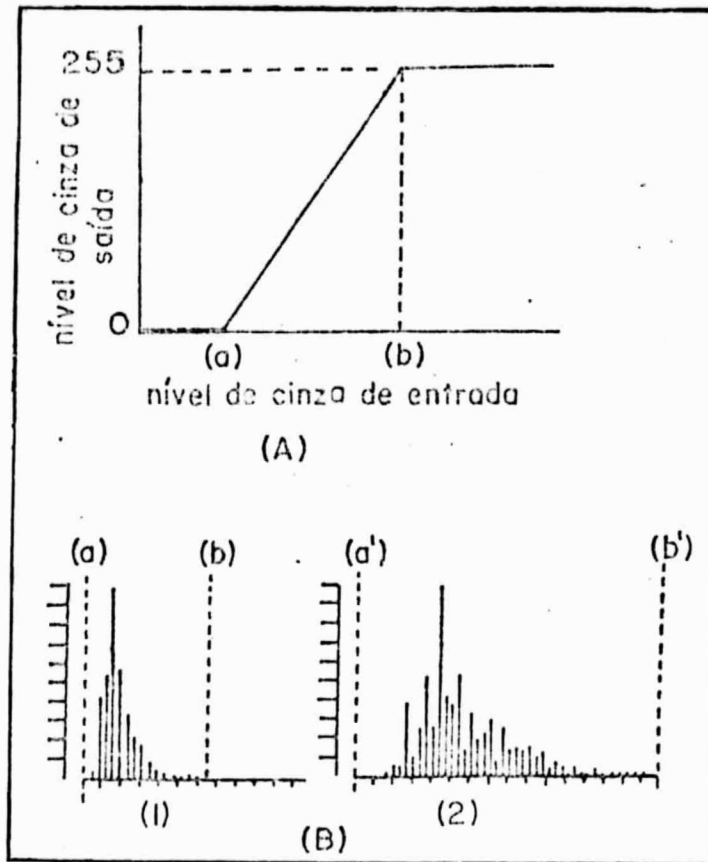 255
nível de cinza de
saída
0
(a)
(b)
nível de cinza de entrada
(A)
(a)
(b)
(a')
(b')
(1)
(2)
(B)